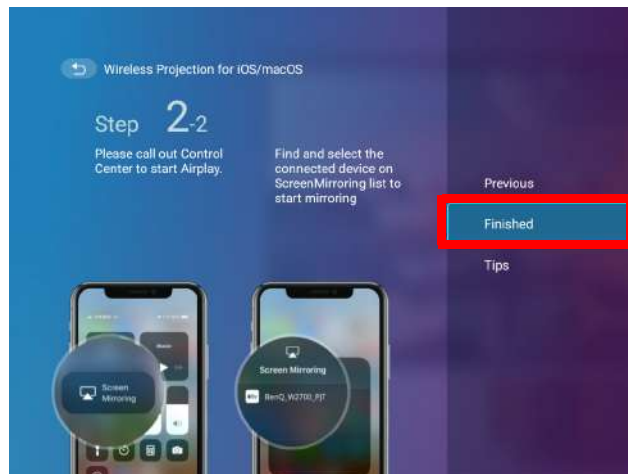 Wireless Projection for iOS/macOS
Step 2-2
Please call out Control
Center to start Airplay.
Find and select the
connected device on
ScreenMirroring list to
start mirroring
Previous
Finished
Tips
Screen
Mirroring
Screen Mirroring
BenQ_W2700_PJT